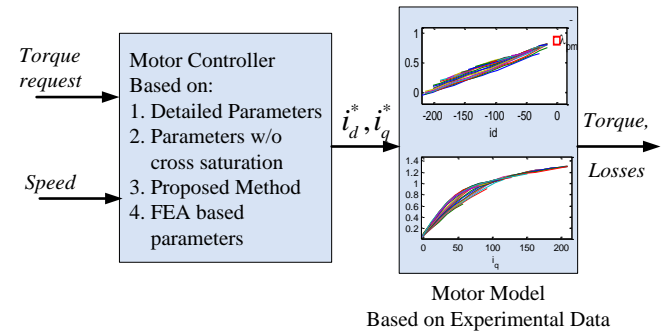 Torque
request
Speed
Motor Controller
Based on:
1. Detailed Parameters
2. Parameters w/o
cross saturation
3. Proposed Method
4. FEA based
parameters
i*d, i*q
1
0.5
0
-200 -150 -100 -50 0
id
pm
1.4
1.2
1
0.8
0.6
0.4
0.2
0 50 100 150 200
i_q
Torque,
Losses
Motor Model
Based on Experimental Data